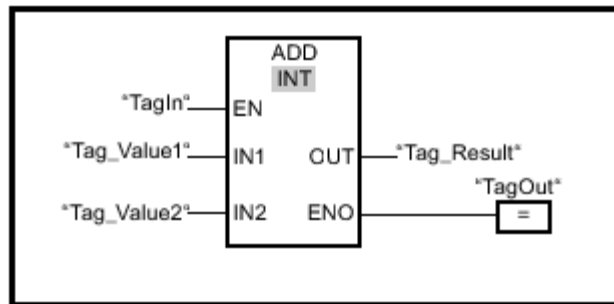 ADD
INT
"TagIn" EN
"Tag_Value1" IN1 OUT "Tag_Result"
"TagOut"
"Tag_Value2" IN2 ENO =